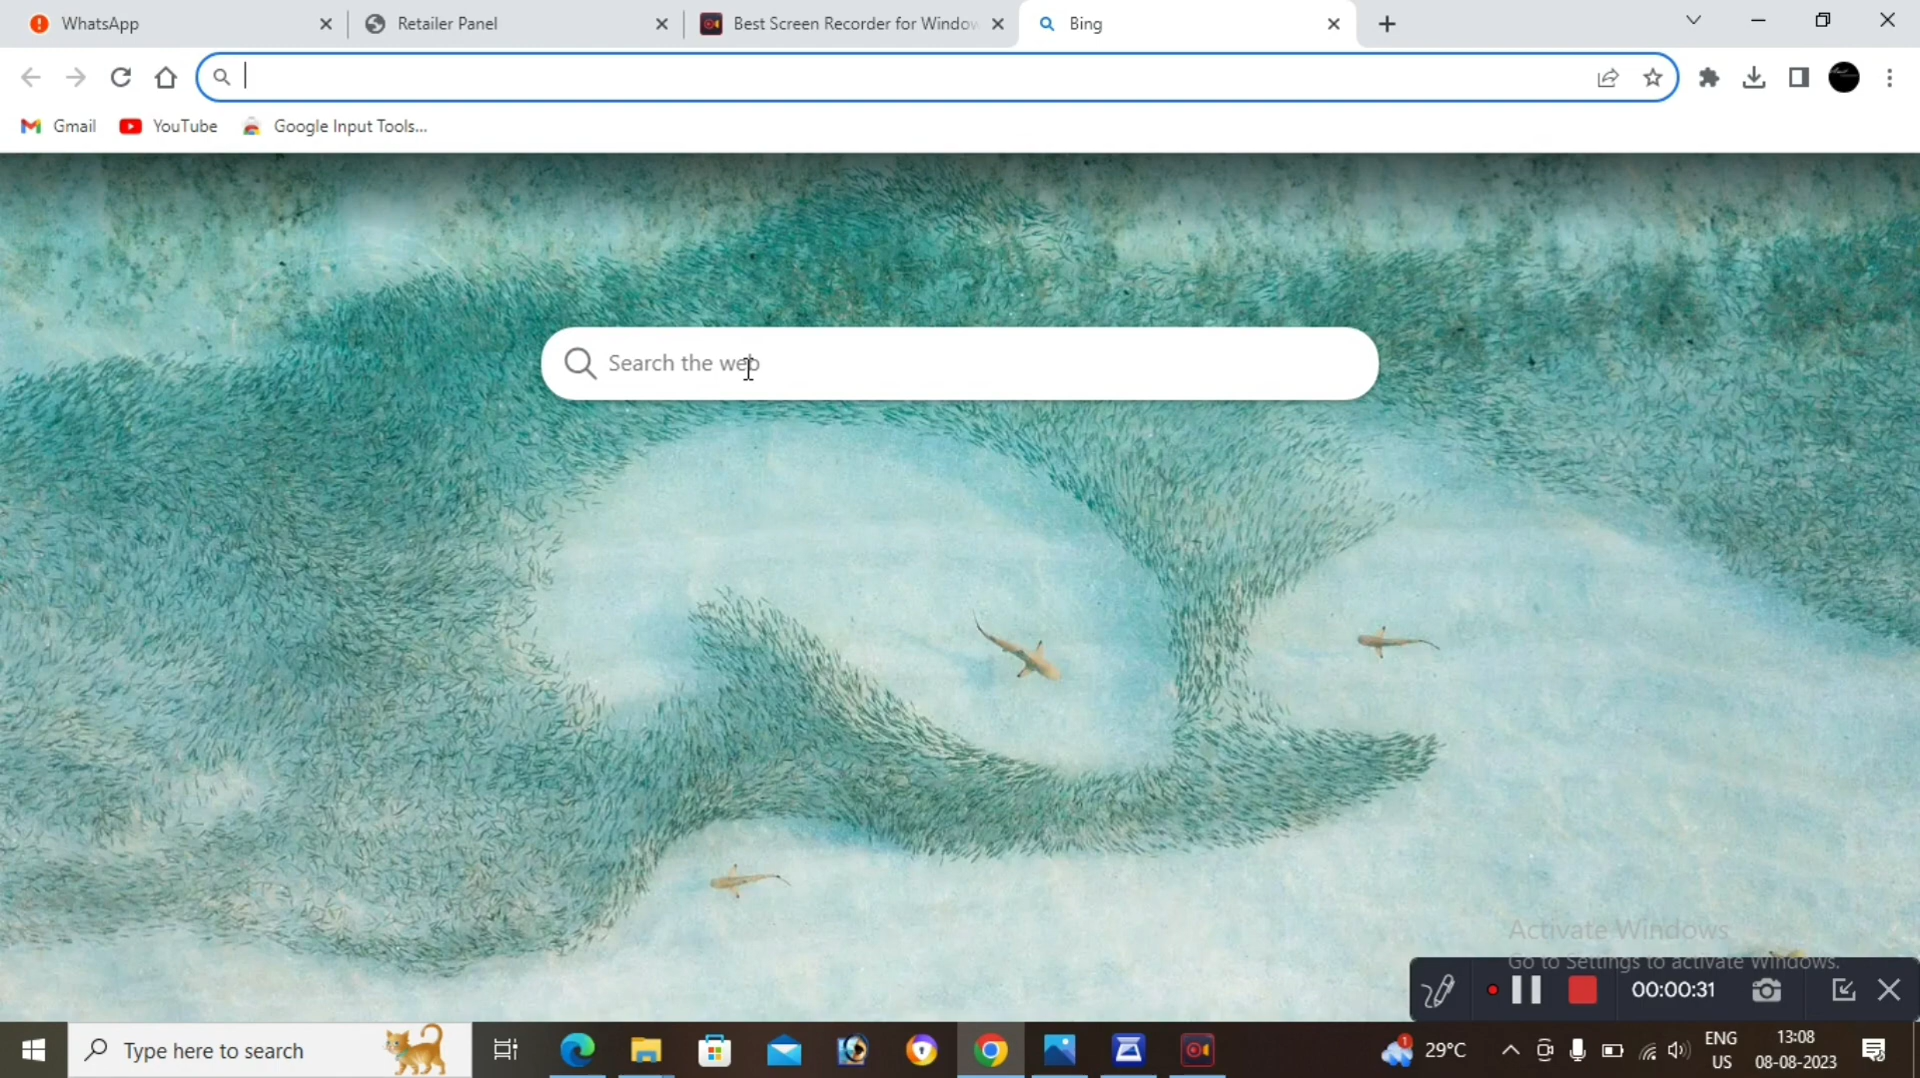 WhatsApp
Retailer Panel
Best Screen Recorder for Window
Bing
Gmail
YouTube
Google Input Tools...
Search the web
Activate Windows
Go to Settings to activate Windows.
00:00:31
Type here to search
1
29°C
ENG
US
13:08
08-08-2023